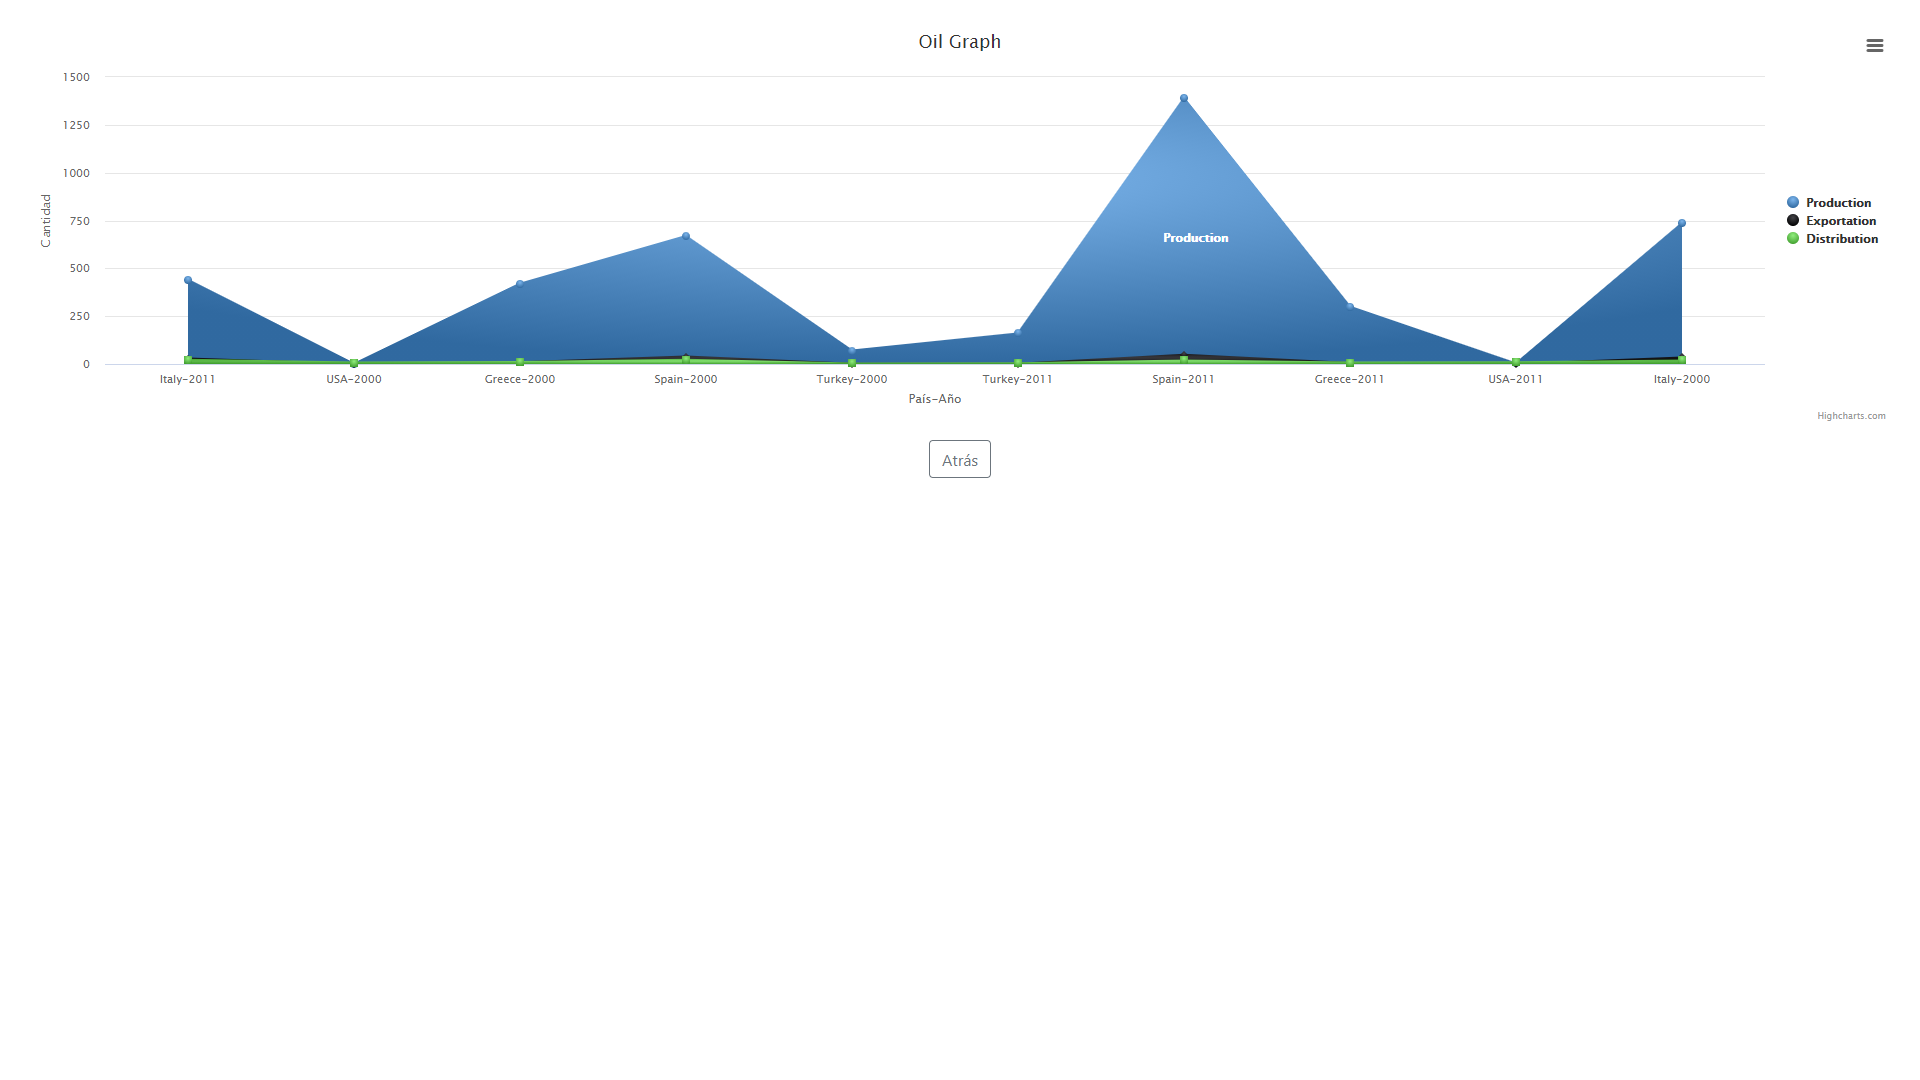 Oil Graph
1500
1250
1000
750
500
250
0
Cantidad
Production
Production
Exportation
Distribution
Italy-2011
USA-2000
Greece-2000
Spain-2000
Turkey-2000
Turkey-2011
Spain-2011
Greece-2011
USA-2011
Italy-2000
País-Año
Highcharts.com
Atrás